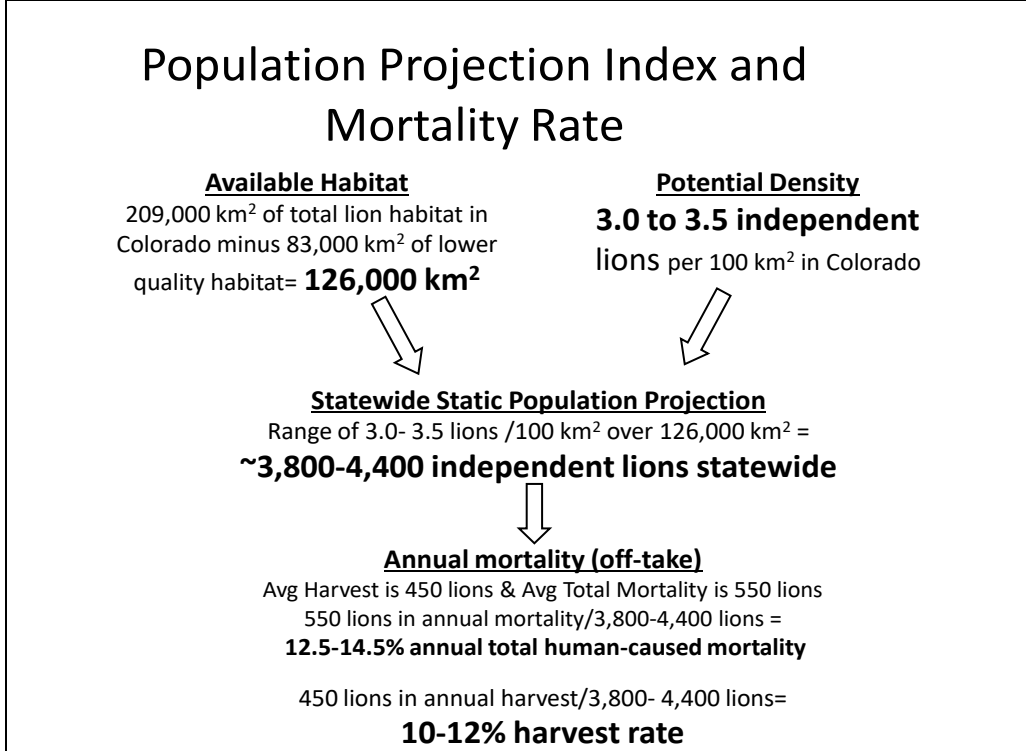 Population Projection Index and
Mortality Rate
Available Habitat
209,000 km² of total lion habitat in
Colorado minus 83,000 km² of lower
quality habitat= 126,000 km²
Potential Density
3.0 to 3.5 independent
lions per 100 km² in Colorado
Statewide Static Population Projection
Range of 3.0- 3.5 lions /100 km² over 126,000 km² =
~3,800-4,400 independent lions statewide
Annual mortality (off-take)
Avg Harvest is 450 lions & Avg Total Mortality is 550 lions
550 lions in annual mortality/3,800-4,400 lions =
12.5-14.5% annual total human-caused mortality
450 lions in annual harvest/3,800- 4,400 lions=
10-12% harvest rate